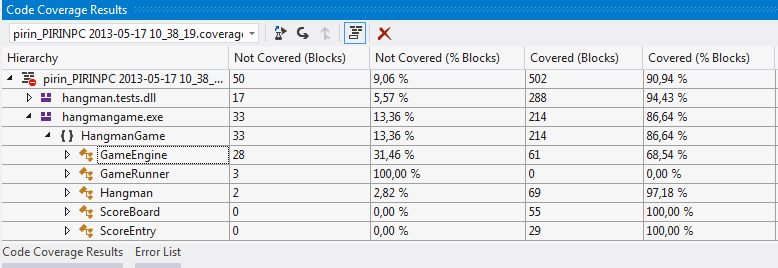 Code Coverage Results
pirin_PIRINPC 2013-05-17 10_38_19.coverage
Hierarchy Not Covered (Blocks) Not Covered (% Blocks) Covered (Blocks) Covered (% Blocks)
pirin_PIRINPC 2013-05-17 10_38_... 50 9,06 % 502 90,94 %
hangman.tests.dll 17 5,57 % 288 94,43 %
hangmangame.exe 33 13,36 % 214 86,64 %
{ } HangmanGame 33 13,36 % 214 86,64 %
GameEngine 28 31,46 % 61 68,54 %
GameRunner 3 100,00 % 0 0,00 %
Hangman 2 2,82 % 69 97,18 %
ScoreBoard 0 0,00 % 55 100,00 %
ScoreEntry 0 0,00 % 29 100,00 %
Code Coverage Results Error List